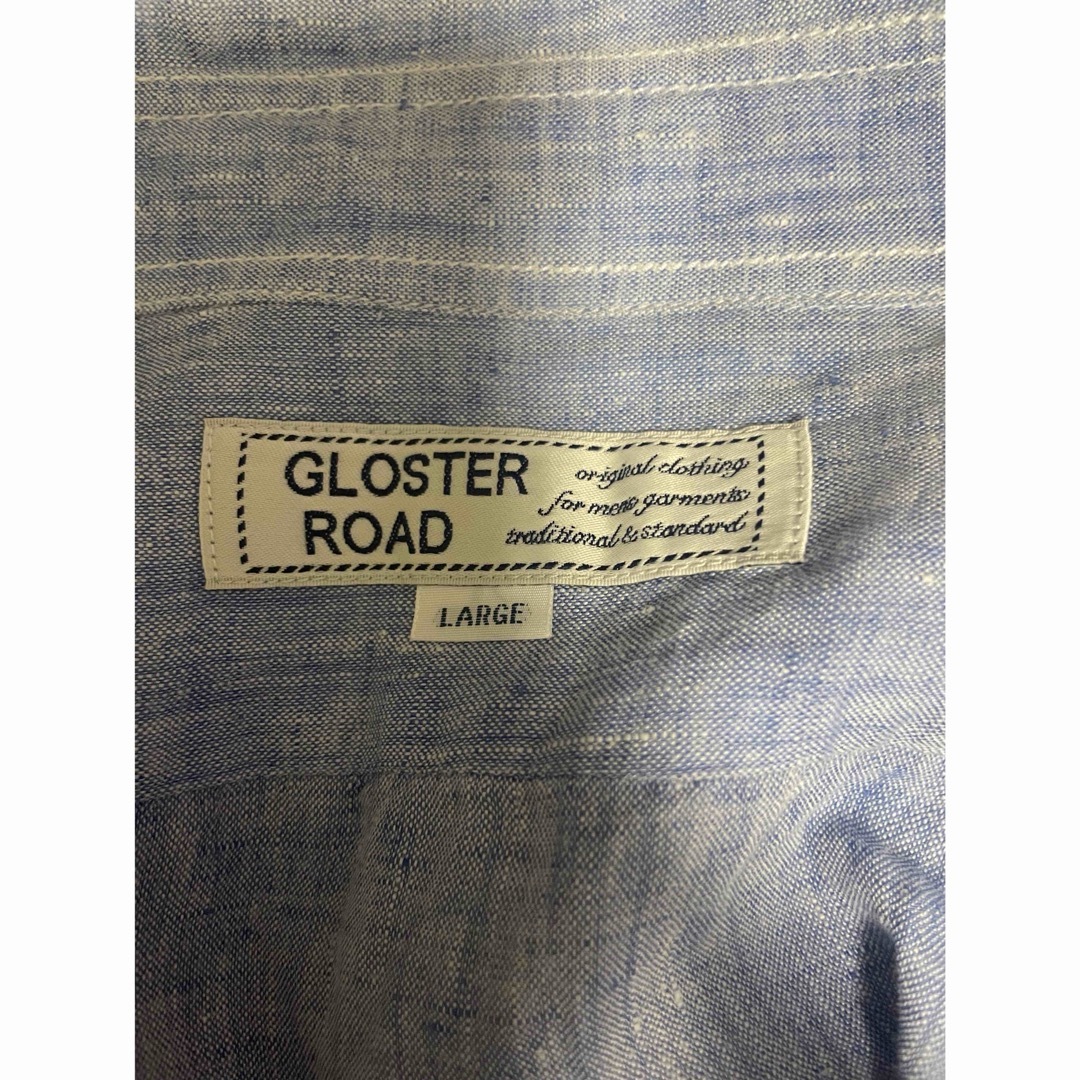 GLOSTER
ROAD
original clothing
for mens garments
traditional & standard
LARGE